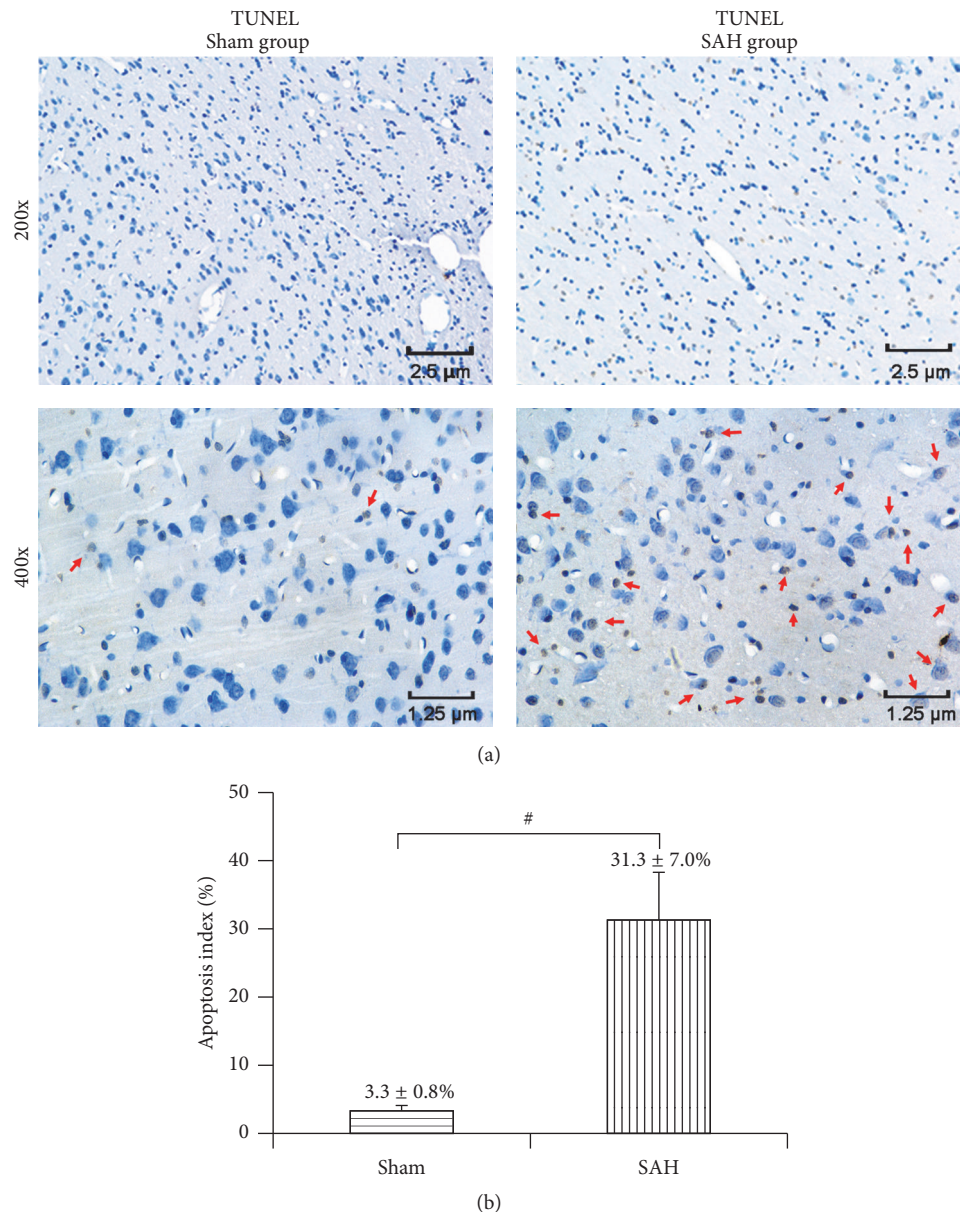 TUNEL
Sham group
TUNEL
SAH group
200x
2.5 µm
2.5 µm
400x
1.25 µm
1.25 µm
(a)
50
40
30
20
10
0
Apoptosis index (%)
#
3.3 ± 0.8%
31.3 ± 7.0%
Sham
SAH
(b)